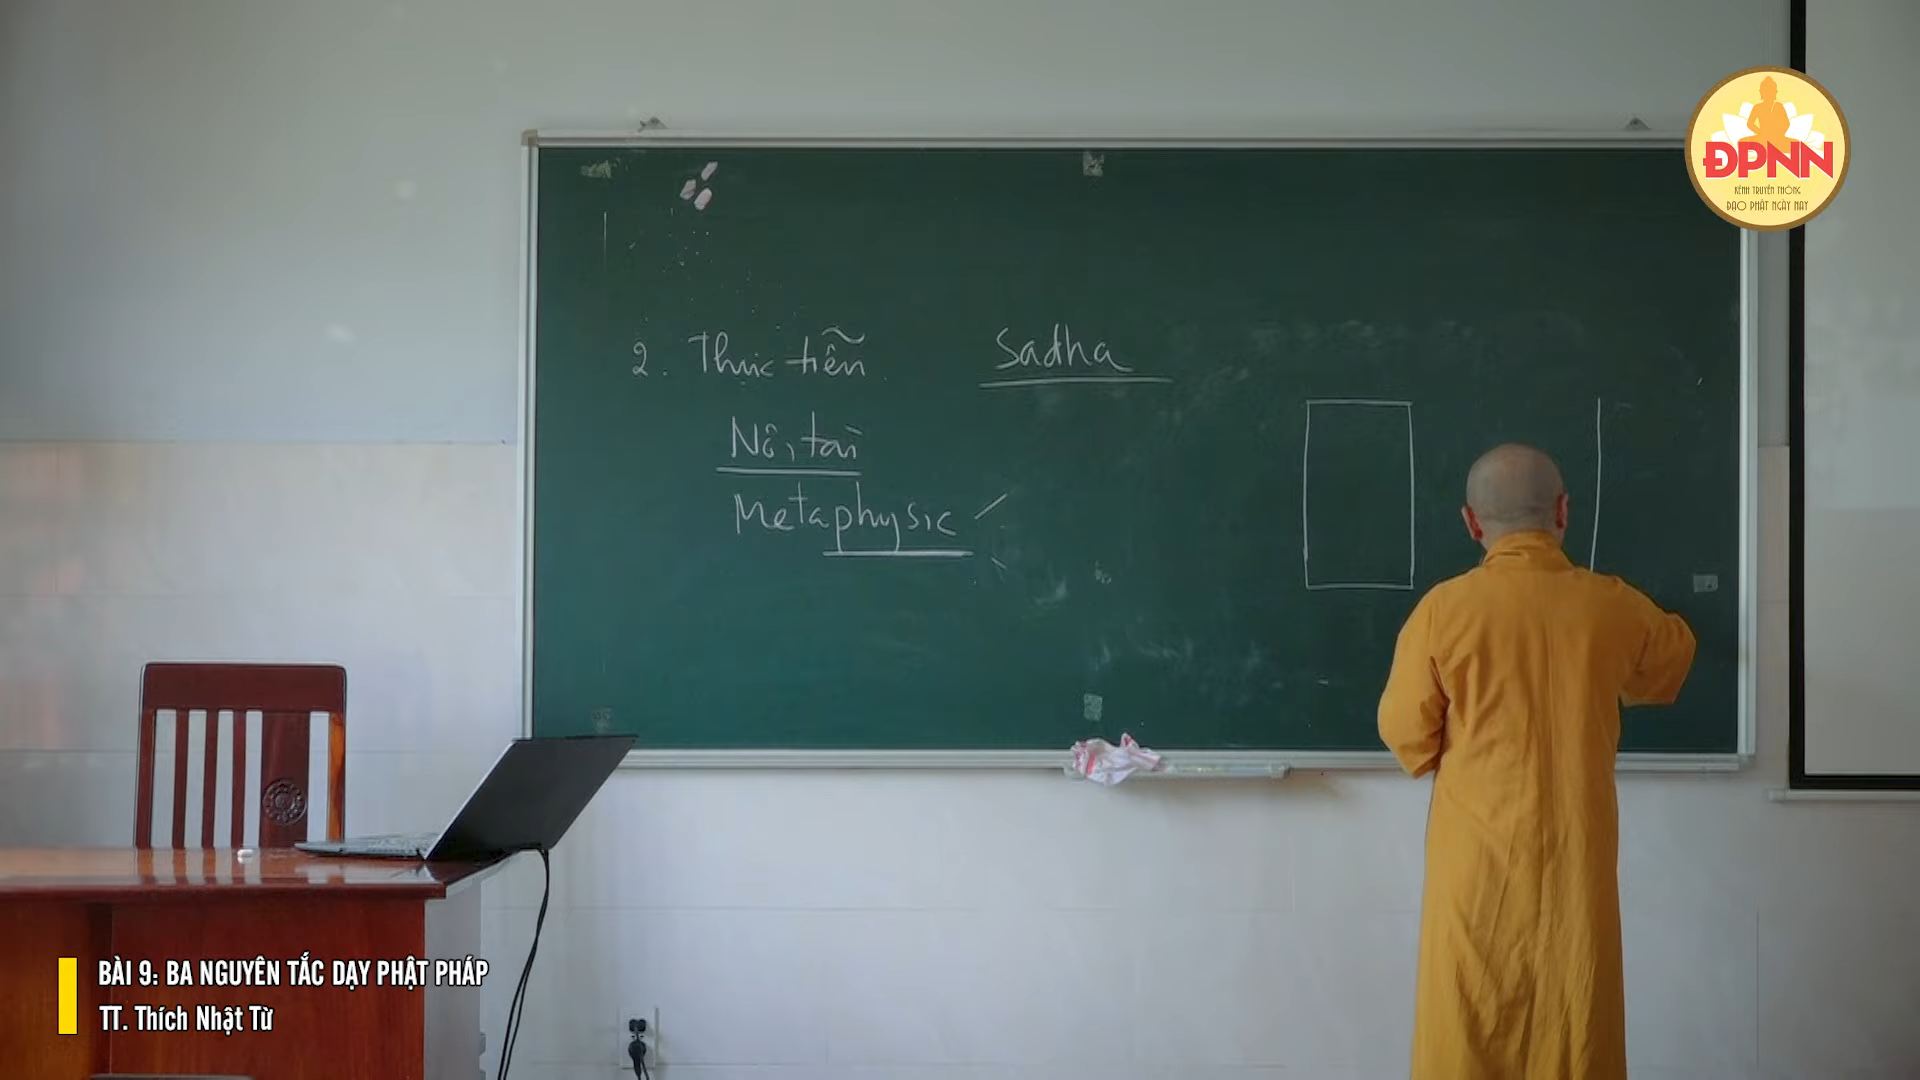 ĐPNN
KÊNH TRUYỀN THÔNG
ĐẠO PHẬT NGÀY NAY
2. Thực tiễn Sadha
Nội tại
Metaphysic
BÀI 9: BA NGUYÊN TẮC DẠY PHẬT PHÁP
TT. Thích Nhật Từ